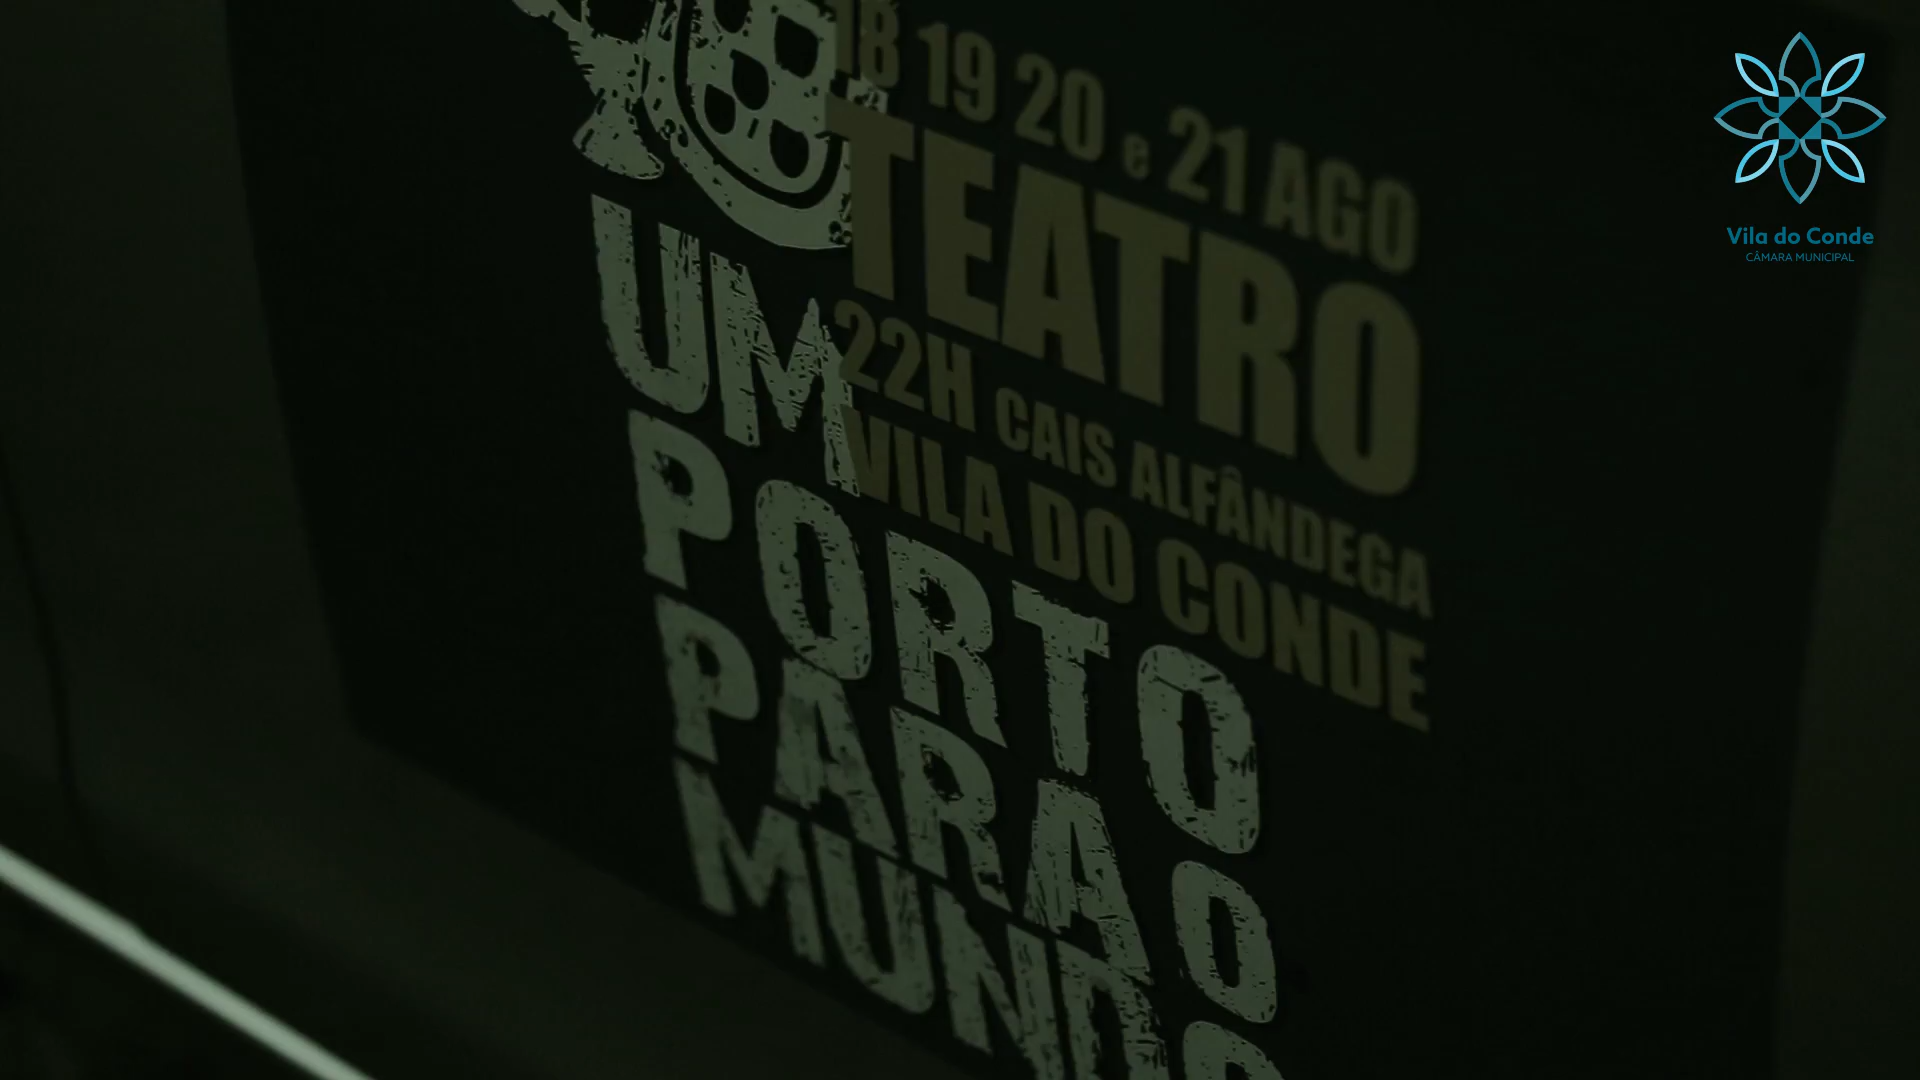 18 19 20 e 21 AGO
TEATRO
22H CAIS ALFÂNDEGA
VILA DO CONDE
UM
PORTO
PARA O
MUNDO
Vila do Conde
CÂMARA MUNICIPAL